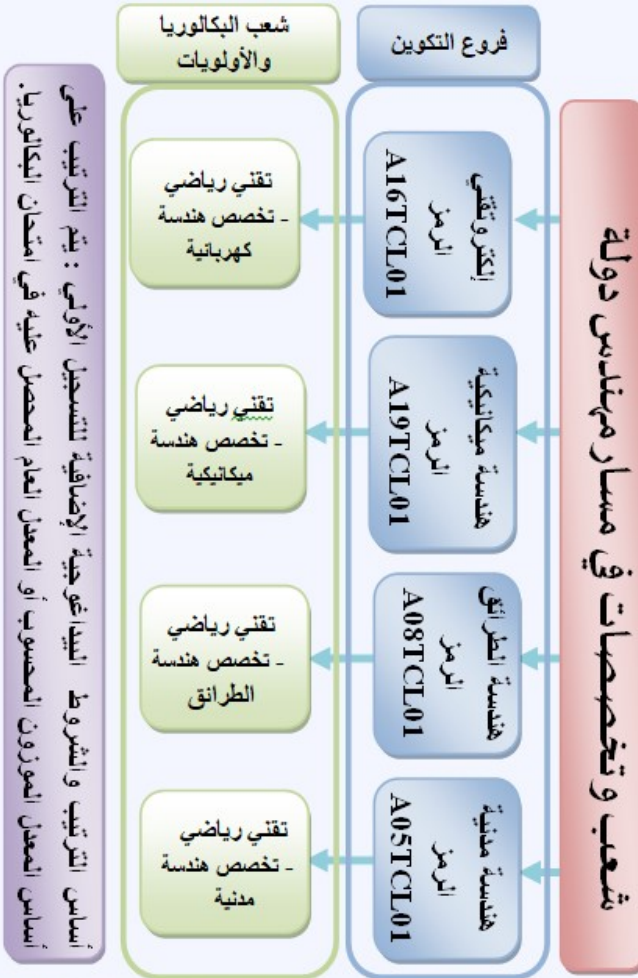 شعب وتخصصات في مسار مهندس دولة
فروع التكوين
إلكتروتقني
الرمز
A16TCL01
هندسة ميكانيكية
الرمز
A19TCL01
هندسة الطرائق
الرمز
A08TCL01
هندسة مدنية
الرمز
A05TCL01
شعب البكالوريا
والأولويات
تقني رياضي
- تخصص هندسة
كهربائية
تقني رياضي
- تخصص هندسة
ميكانيكية
تقني رياضي
- تخصص هندسة
الطرائق
تقني رياضي
- تخصص هندسة
مدنية
أساس الترتيب والشروط البيداغوجية الإضافية للتسجيل الأولي : يتم الترتيب على
أساس المعدل الموزون المحسوب أو المعدل العام المحصل عليه في امتحان البكالوريا.